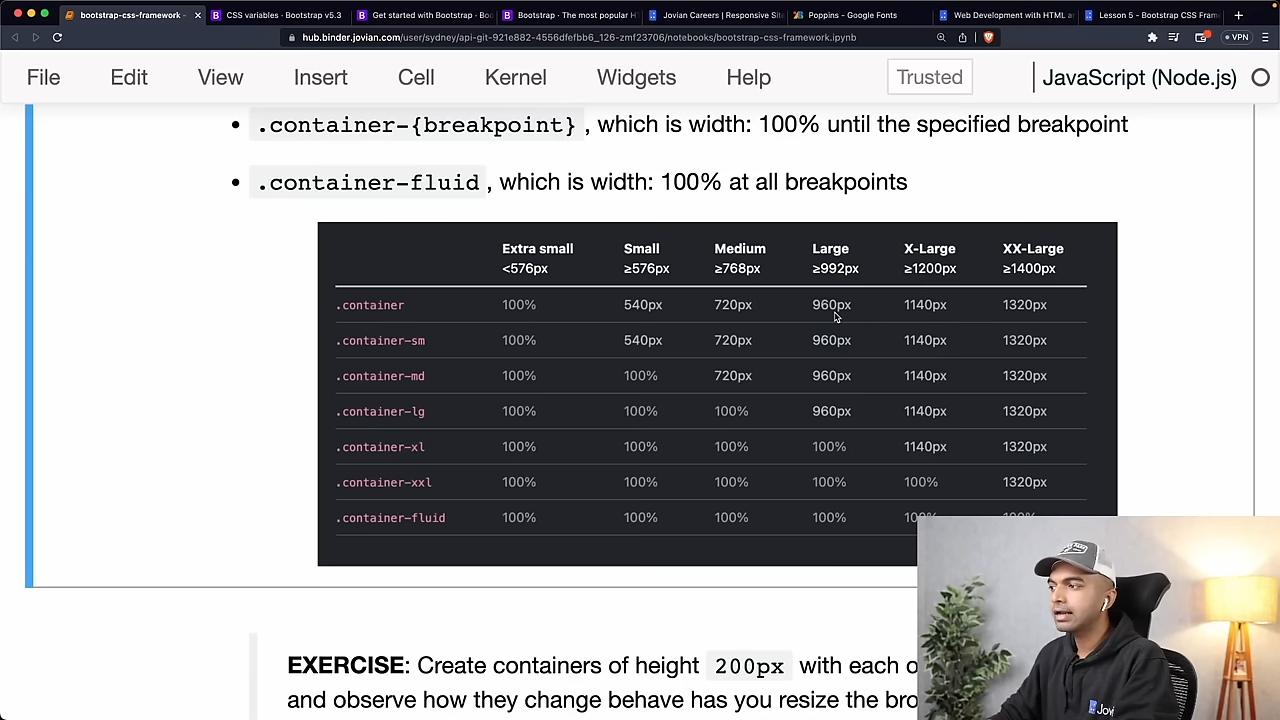 bootstrap-css-framework -
CSS variables · Bootstrap v5.3
Get started with Bootstrap · Boo
Bootstrap · The most popular H
Jovian Careers | Responsive Sit
Poppins - Google Fonts
Web Development with HTML an
Lesson 5 - Bootstrap CSS Fram
hub.binder.jovian.com/user/sydney/api-git-921e882-4556dfefbb6_126-zmf23706/notebooks/bootstrap-css-framework.ipynb
VPN
File Edit View Insert Cell Kernel Widgets Help Trusted JavaScript (Node.js)
• .container-{breakpoint} , which is width: 100% until the specified breakpoint
• .container-fluid , which is width: 100% at all breakpoints
Extra small Small Medium Large X-Large XX-Large
<576px ≥576px ≥768px ≥992px ≥1200px ≥1400px
.container 100% 540px 720px 960px 1140px 1320px
.container-sm 100% 540px 720px 960px 1140px 1320px
.container-md 100% 100% 720px 960px 1140px 1320px
.container-lg 100% 100% 100% 960px 1140px 1320px
.container-xl 100% 100% 100% 100% 1140px 1320px
.container-xxl 100% 100% 100% 100% 100% 1320px
.container-fluid 100% 100% 100% 100% 100% 100%
EXERCISE: Create containers of height 200px with each o
and observe how they change behave has you resize the bro
Jovi